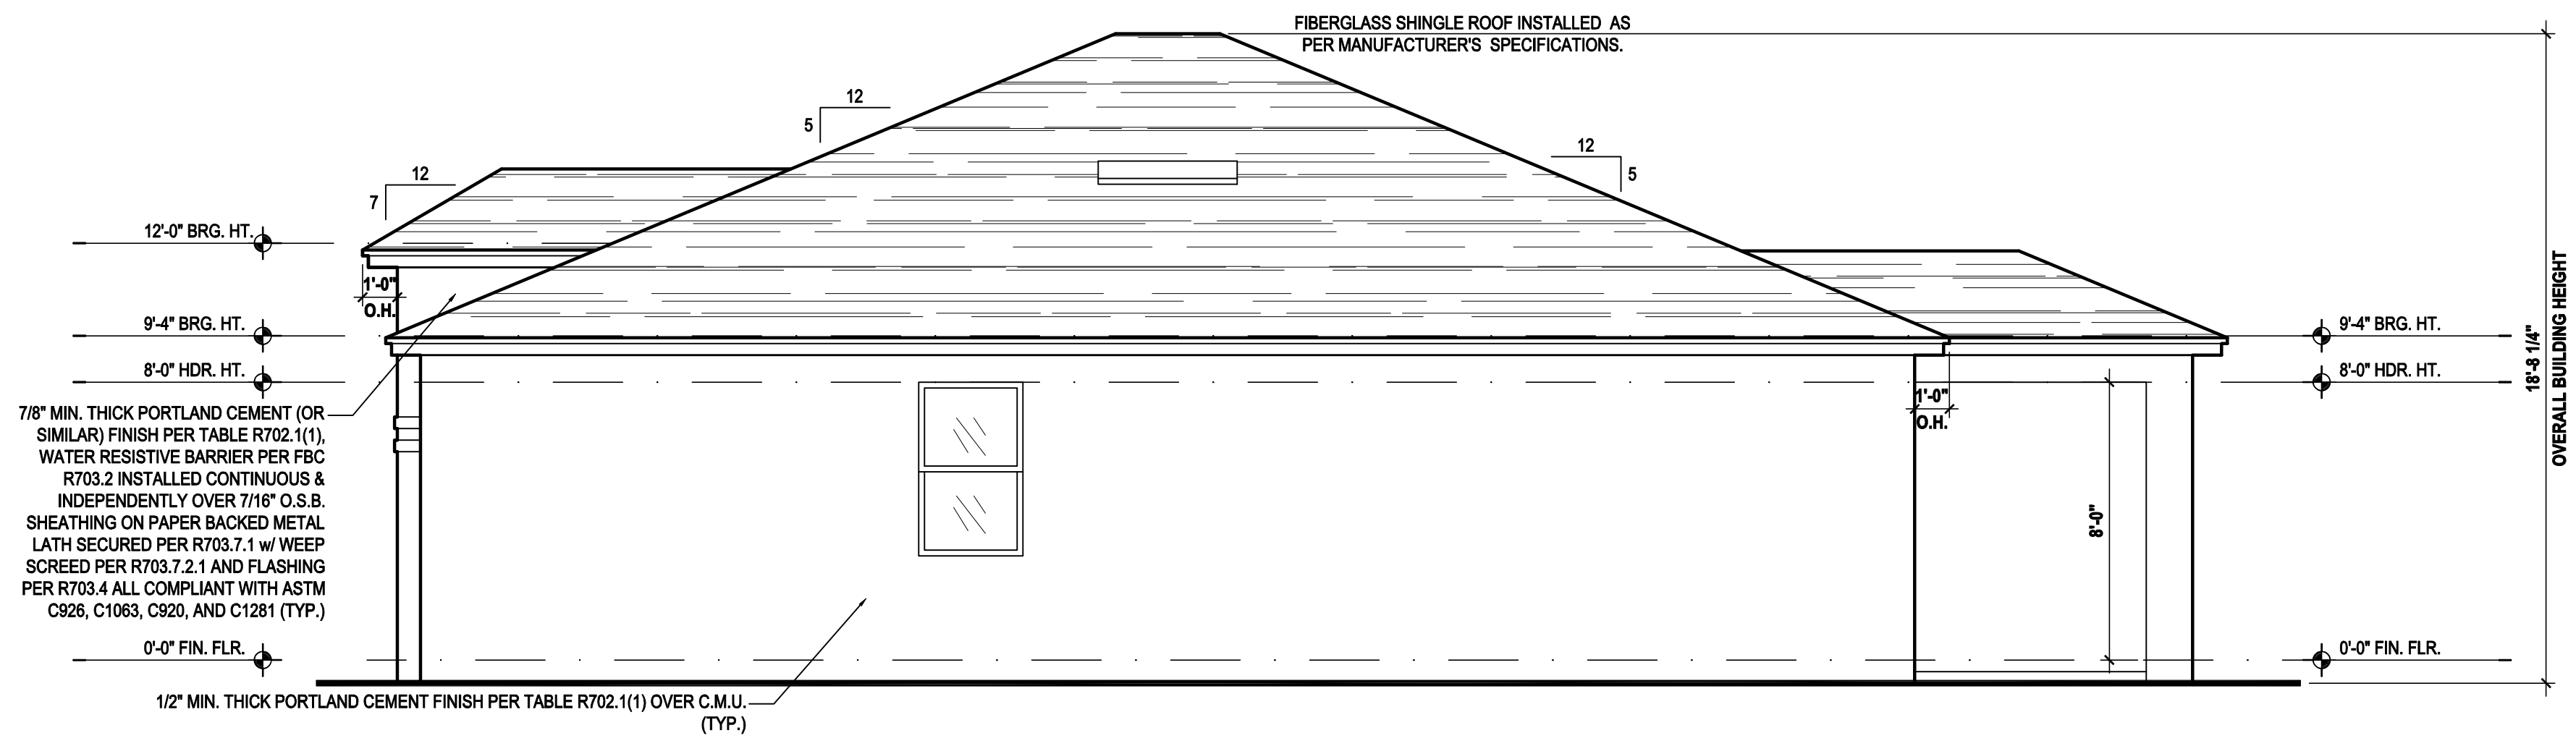 FIBERGLASS SHINGLE ROOF INSTALLED AS
PER MANUFACTURER'S SPECIFICATIONS.
12
5
12
5
12
7
12'-0" BRG. HT.
1'-0"
O.H.
9'-4" BRG. HT.
8'-0" HDR. HT.
7/8" MIN. THICK PORTLAND CEMENT (OR
SIMILAR) FINISH PER TABLE R702.1(1),
WATER RESISTIVE BARRIER PER FBC
R703.2 INSTALLED CONTINUOUS &
INDEPENDENTLY OVER 7/16" O.S.B.
SHEATHING ON PAPER BACKED METAL
LATH SECURED PER R703.7.1 w/ WEEP
SCREED PER R703.7.2.1 AND FLASHING
PER R703.4 ALL COMPLIANT WITH ASTM
C926, C1063, C920, AND C1281 (TYP.)
0'-0" FIN. FLR.
1/2" MIN. THICK PORTLAND CEMENT FINISH PER TABLE R702.1(1) OVER C.M.U.
(TYP.)
1'-0"
O.H.
8'-0"
9'-4" BRG. HT.
8'-0" HDR. HT.
0'-0" FIN. FLR.
18'-8 1/4"
OVERALL BUILDING HEIGHT